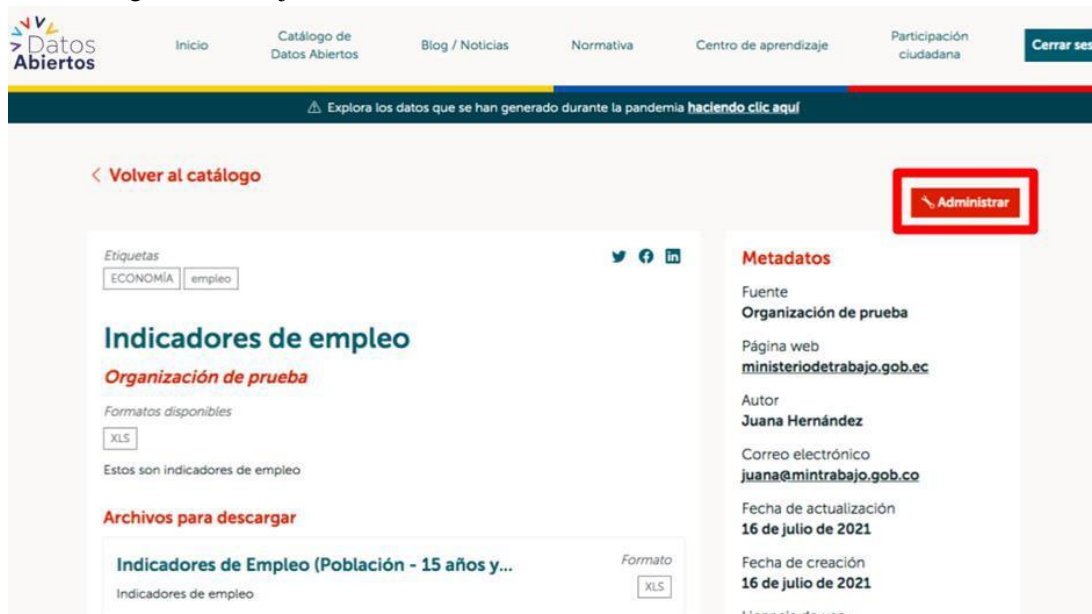 Datos
Abiertos
Inicio
Catálogo de
Datos Abiertos
Blog / Noticias
Normativa
Centro de aprendizaje
Participación
ciudadana
Cerrar ses
Explora los datos que se han generado durante la pandemia haciendo clic aquí
< Volver al catálogo
Administrar
Etiquetas
ECONOMÍA empleo
Indicadores de empleo
Organización de prueba
Formatos disponibles
XLS
Estos son indicadores de empleo
Archivos para descargar
Indicadores de Empleo (Población - 15 años y...
Indicadores de empleo
Formato
XLS
Metadatos
Fuente
Organización de prueba
Página web
ministeriodetrabajo.gob.ec
Autor
Juana Hernández
Correo electrónico
juana@mintrabajo.gob.co
Fecha de actualización
16 de julio de 2021
Fecha de creación
16 de julio de 2021